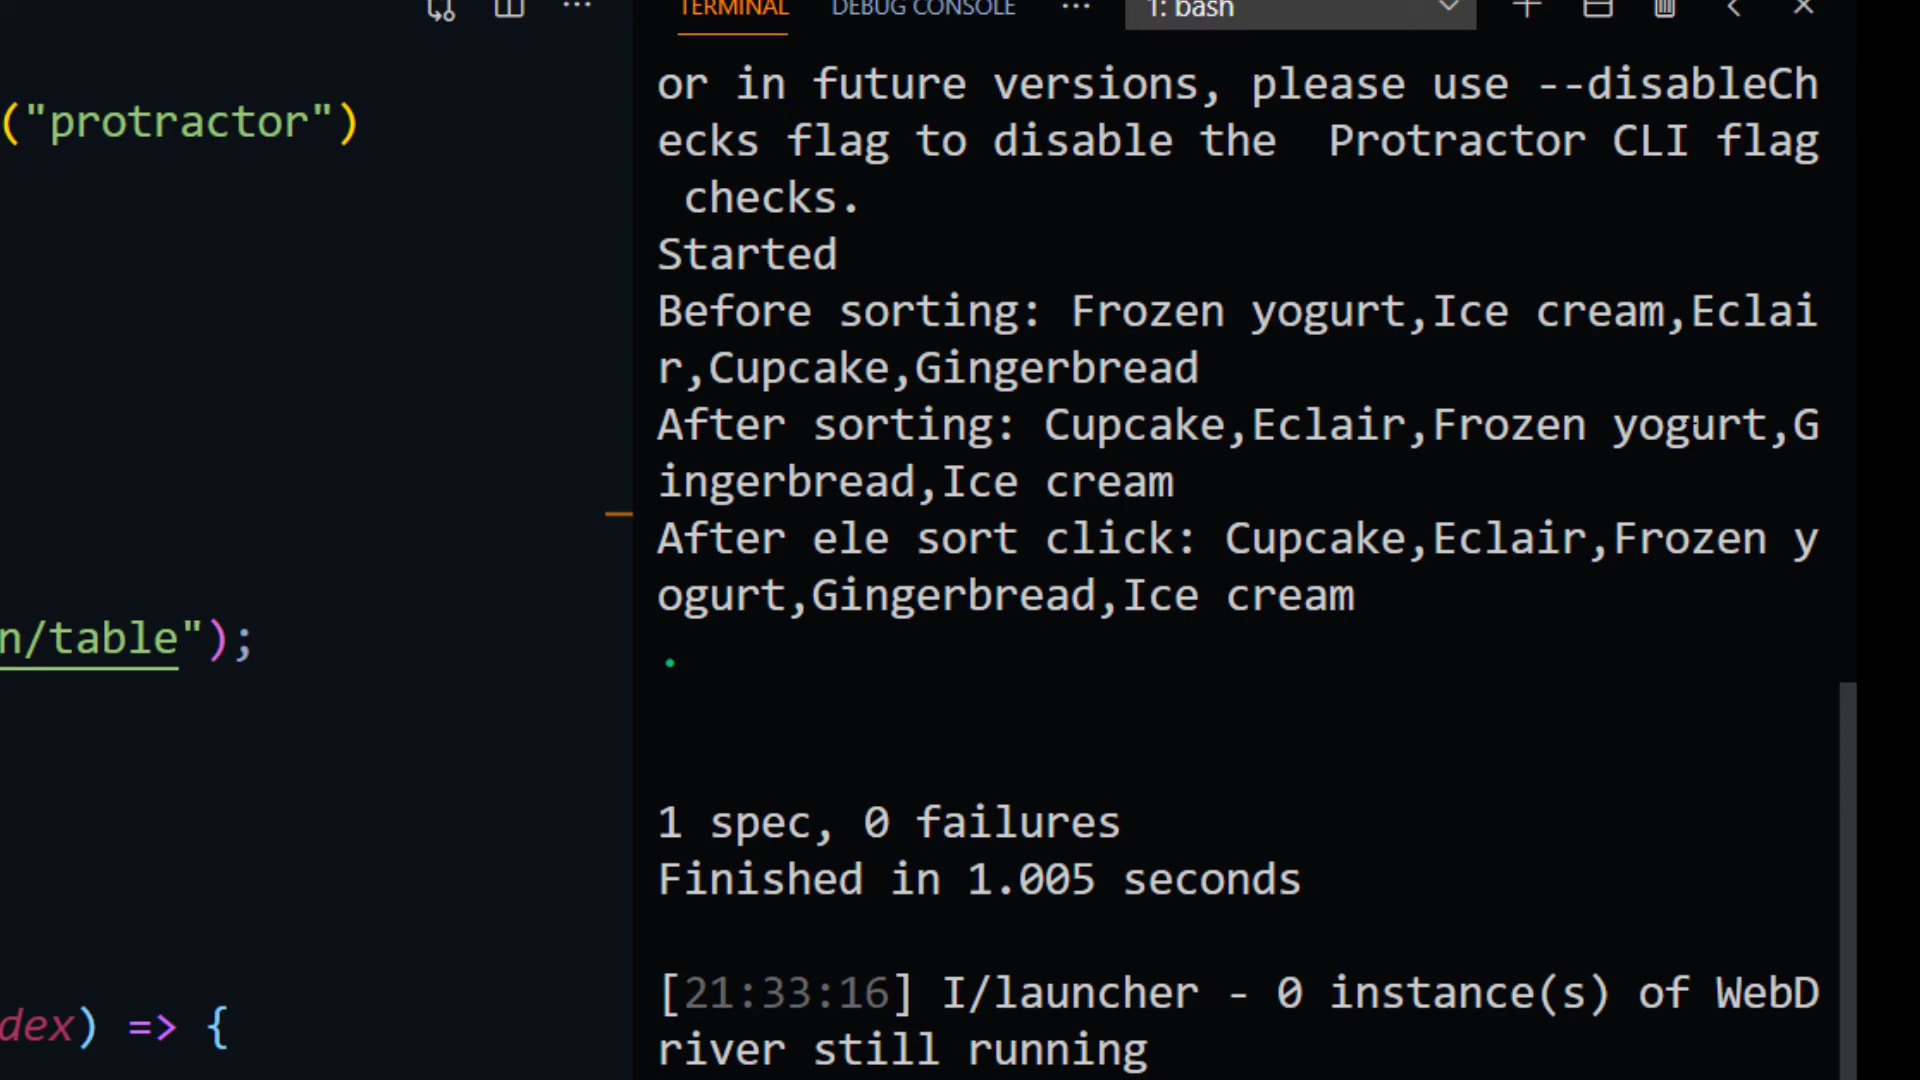 TERMINAL DEBUG CONSOLE ··· 1: bash
("protractor")
n/table");
dex) => {
or in future versions, please use --disableCh
ecks flag to disable the  Protractor CLI flag
 checks.
Started
Before sorting: Frozen yogurt,Ice cream,Eclai
r,Cupcake,Gingerbread
After sorting: Cupcake,Eclair,Frozen yogurt,G
ingerbread,Ice cream
After ele sort click: Cupcake,Eclair,Frozen y
ogurt,Gingerbread,Ice cream
.
1 spec, 0 failures
Finished in 1.005 seconds
[21:33:16] I/launcher - 0 instance(s) of WebD
river still running